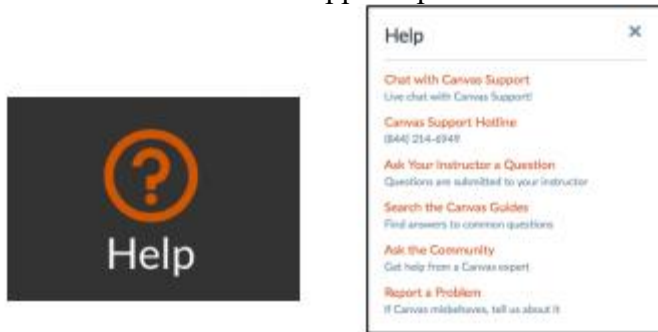 Help
Help
Chat with Canvas Support
Live chat with Canvas Support!
Canvas Support Hotline
(844) 214-6949
Ask Your Instructor a Question
Questions are submitted to your instructor
Search the Canvas Guides
Find answers to common questions
Ask the Community
Get help from a Canvas expert
Report a Problem
If Canvas misbehaves, tell us about it